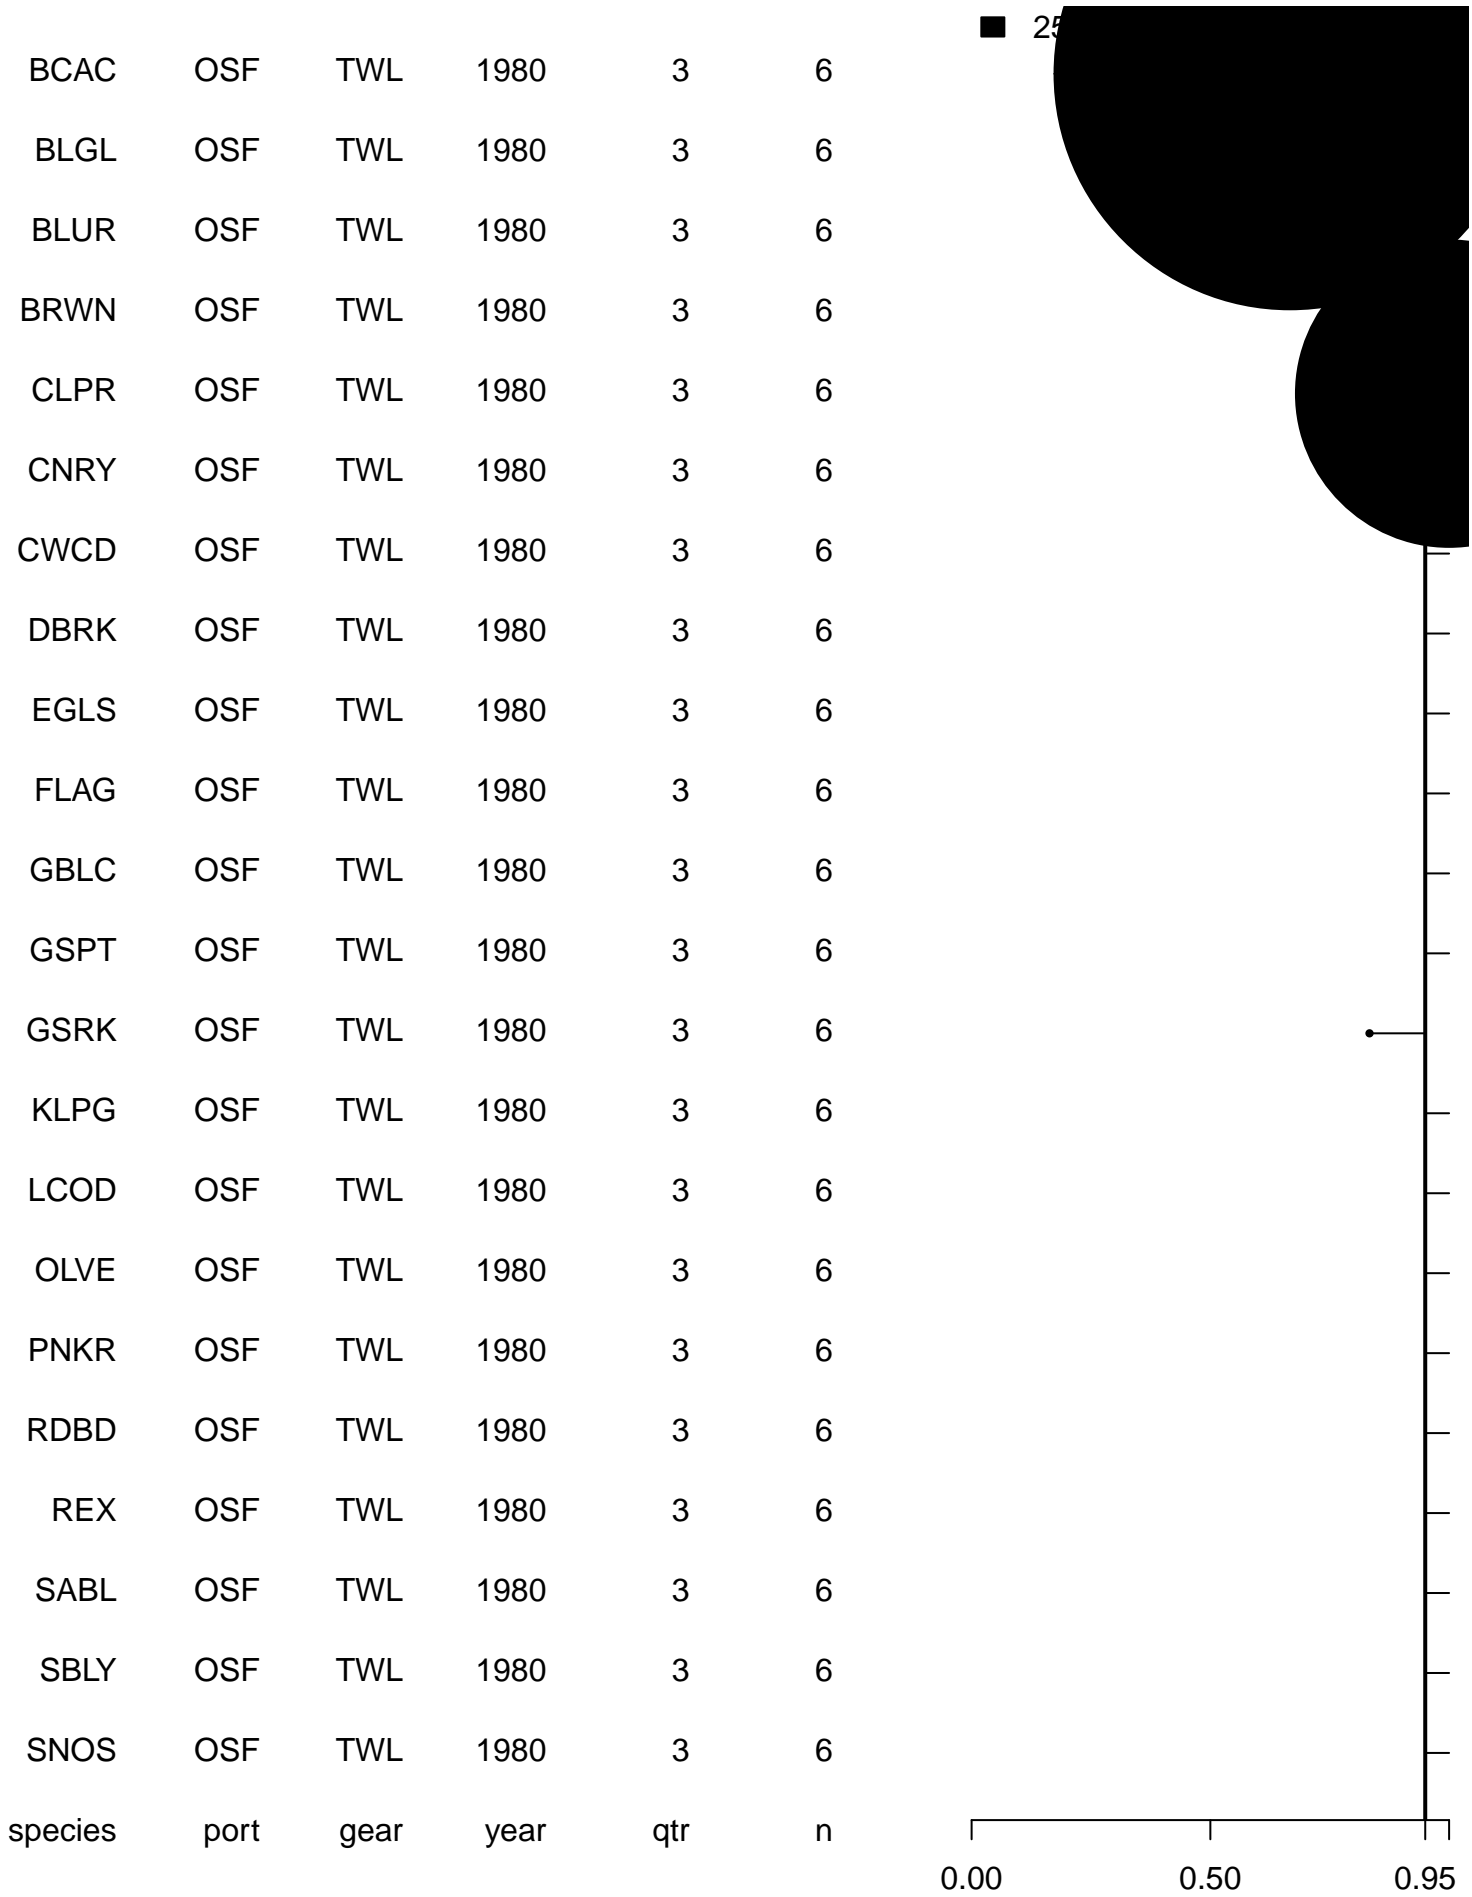 25
BCAC OSF TWL 1980 3 6
BLGL OSF TWL 1980 3 6
BLUR OSF TWL 1980 3 6
BRWN OSF TWL 1980 3 6
CLPR OSF TWL 1980 3 6
CNRY OSF TWL 1980 3 6
CWCD OSF TWL 1980 3 6
DBRK OSF TWL 1980 3 6
EGLS OSF TWL 1980 3 6
FLAG OSF TWL 1980 3 6
GBLC OSF TWL 1980 3 6
GSPT OSF TWL 1980 3 6
GSRK OSF TWL 1980 3 6
KLPG OSF TWL 1980 3 6
LCOD OSF TWL 1980 3 6
OLVE OSF TWL 1980 3 6
PNKR OSF TWL 1980 3 6
RDBD OSF TWL 1980 3 6
REX OSF TWL 1980 3 6
SABL OSF TWL 1980 3 6
SBLY OSF TWL 1980 3 6
SNOS OSF TWL 1980 3 6
species port gear year qtr n
0.00 0.50 0.95